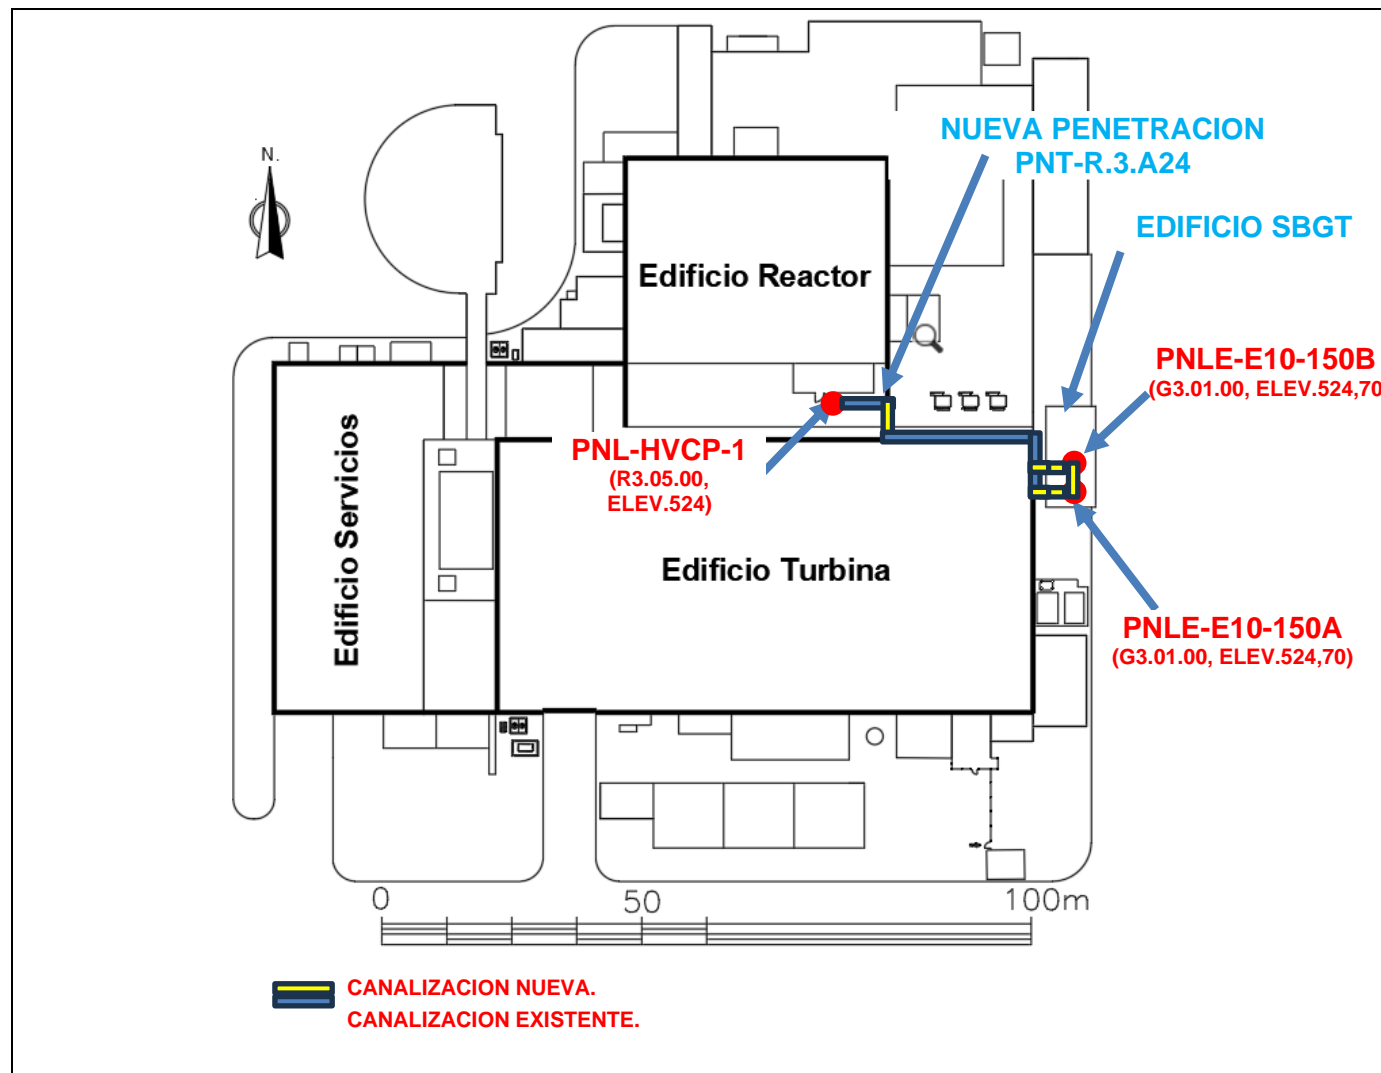 NUEVA PENETRACION
PNT-R.3.A24
N.
EDIFICIO SBGT
Edificio Reactor
PNLE-E10-150B
(G3.01.00, ELEV.524,70
PNL-HVCP-1
(R3.05.00,
ELEV.524)
Edificio Servicios
Edificio Turbina
PNLE-E10-150A
(G3.01.00, ELEV.524,70)
0 50 100m
CANALIZACION NUEVA.
CANALIZACION EXISTENTE.